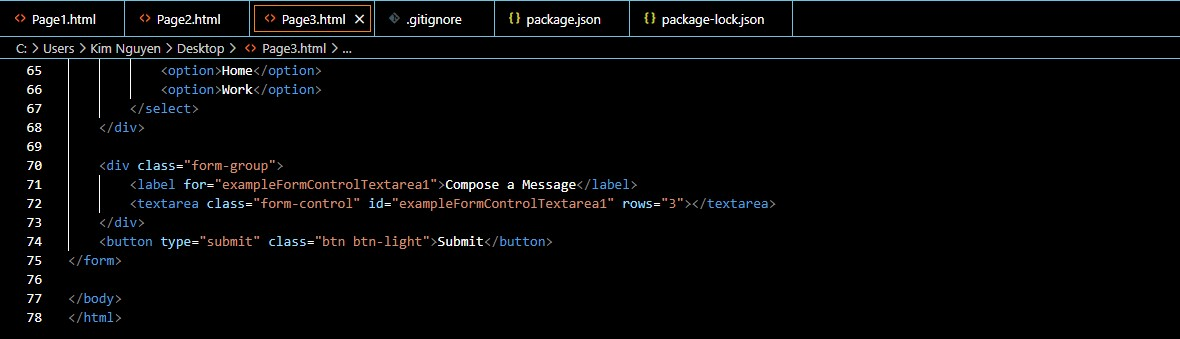 Page1.html Page2.html Page3.html .gitignore {} package.json {} package-lock.json
C: > Users > Kim Nguyen > Desktop > <> Page3.html > ...
65 <option>Home</option>
66 <option>Work</option>
67 </select>
68 </div>
69
70 <div class="form-group">
71 <label for="exampleFormControlTextarea1">Compose a Message</label>
72 <textarea class="form-control" id="exampleFormControlTextarea1" rows="3"></textarea>
73 </div>
74 <button type="submit" class="btn btn-light">Submit</button>
75 </form>
76
77 </body>
78 </html>